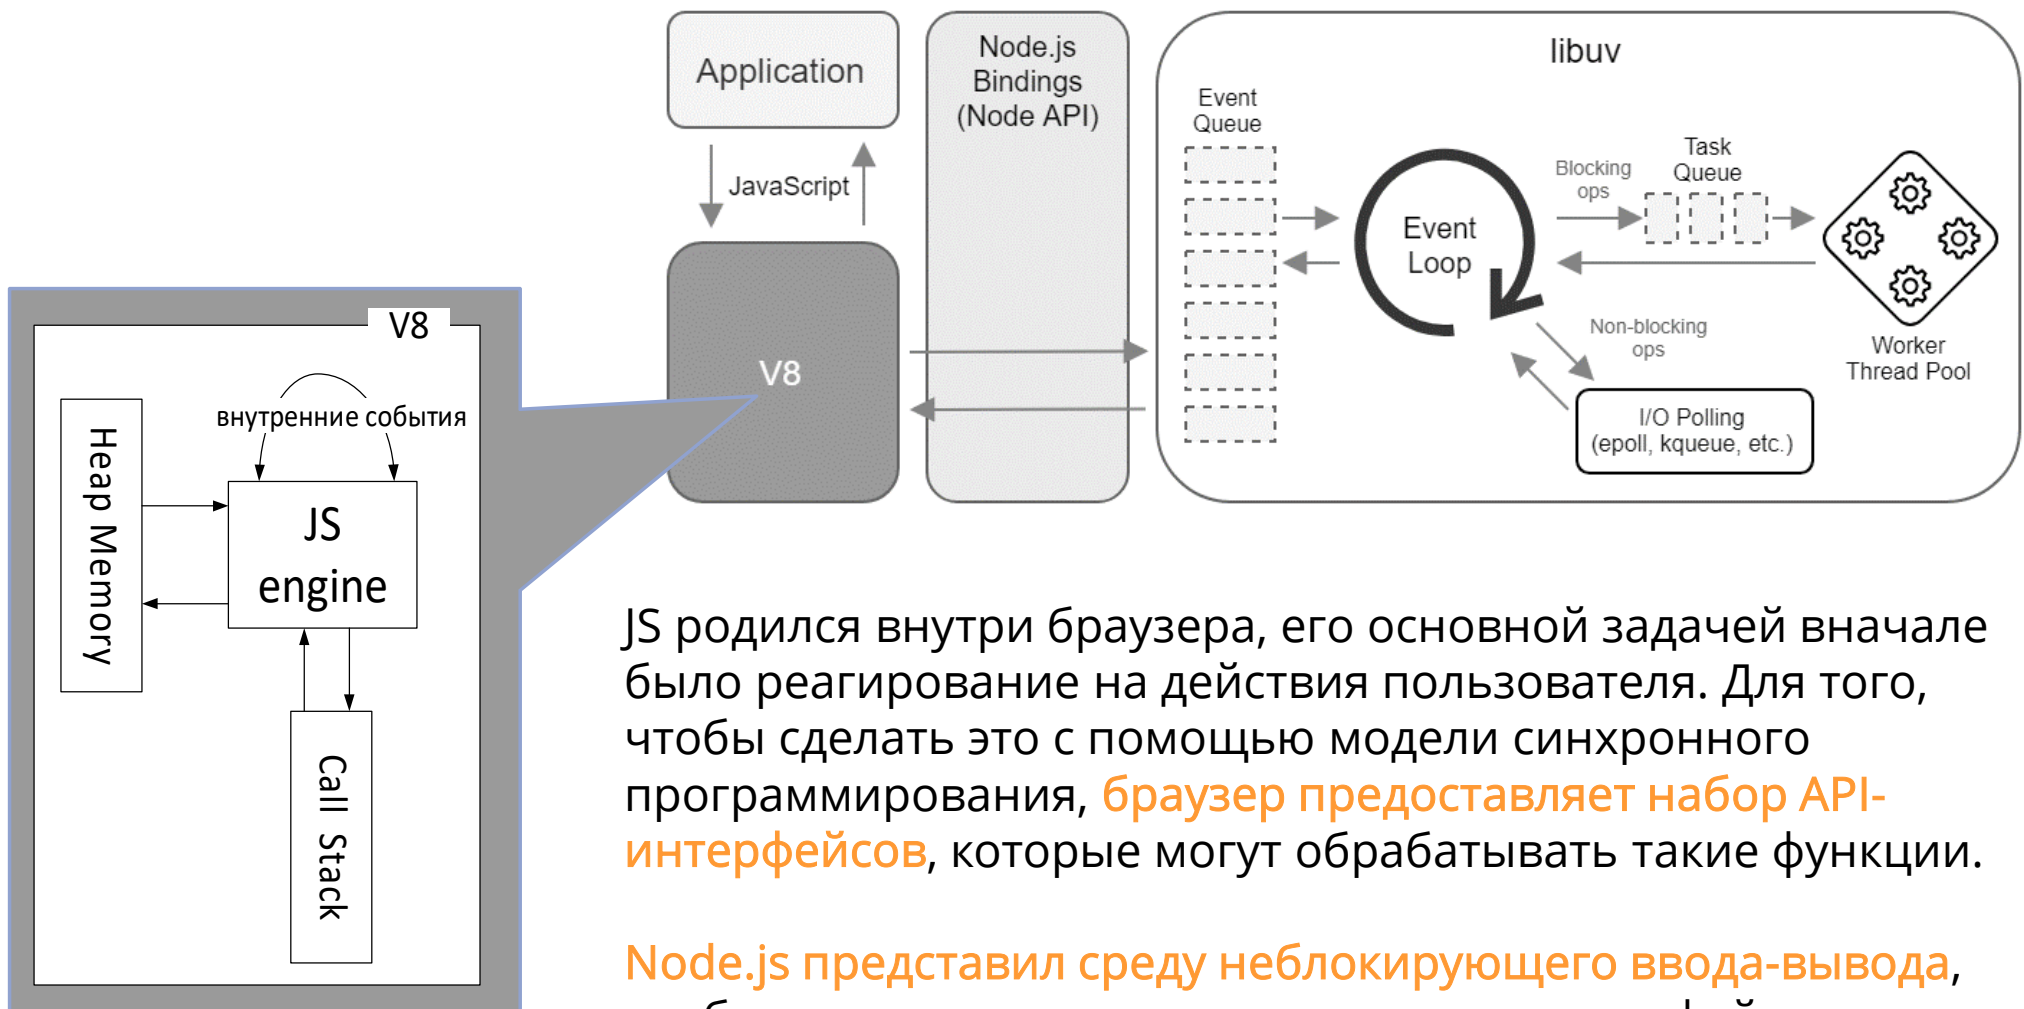 Application
JavaScript
V8
Node.js
Bindings
(Node API)
libuv
Event
Queue
Event
Loop
Blocking
ops
Task
Queue
Worker
Thread Pool
Non-blocking
ops
I/O Polling
(epoll, kqueue, etc.)
V8
внутренние события
Heap Memory
JS
engine
Call Stack
JS родился внутри браузера, его основной задачей вначале
было реагирование на действия пользователя. Для того,
чтобы сделать это с помощью модели синхронного
программирования, браузер предоставляет набор API-
интерфейсов, которые могут обрабатывать такие функции.
Node.js представил среду неблокирующего ввода-вывода,